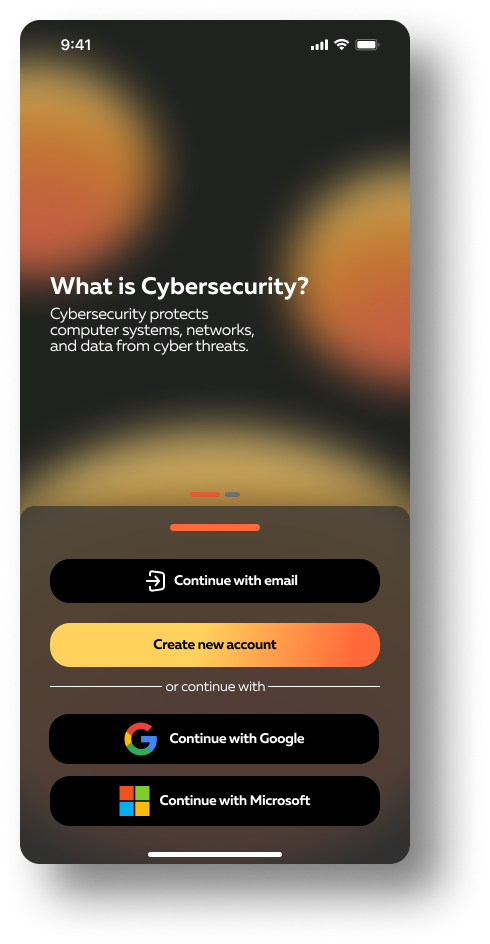 9:41
What is Cybersecurity?
Cybersecurity protects
computer systems, networks,
and data from cyber threats.
Continue with email
Create new account
or continue with
Continue with Google
Continue with Microsoft